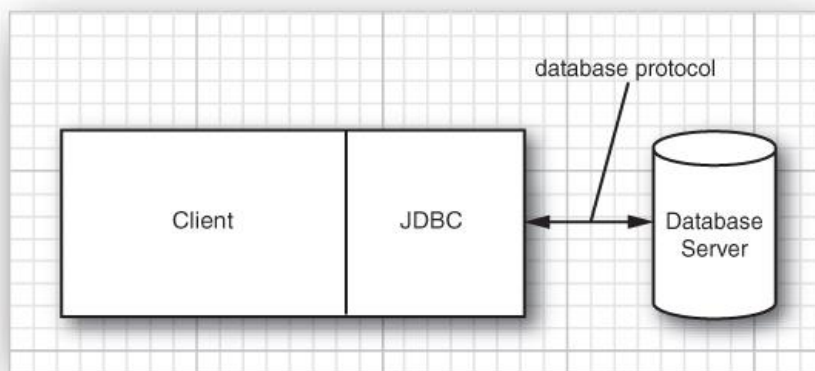 database protocol
Client
JDBC
Database
Server